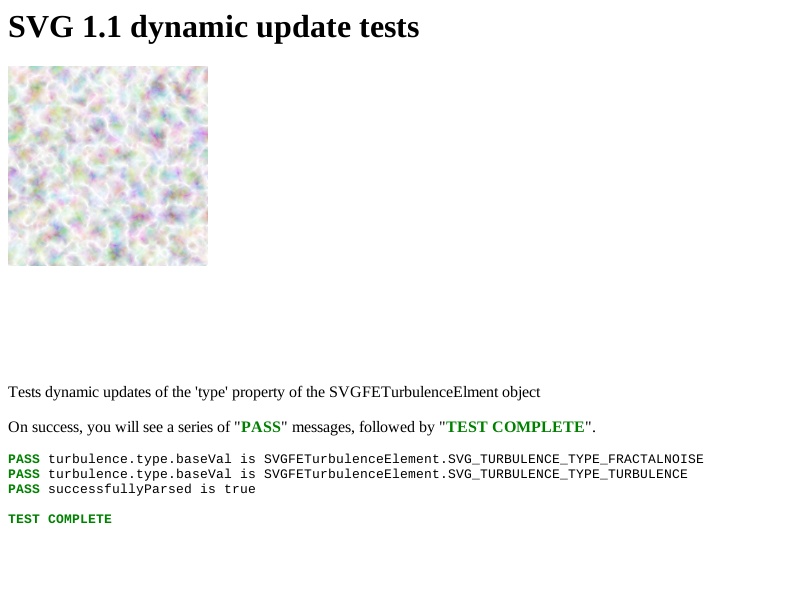 SVG 1.1 dynamic update tests
Tests dynamic updates of the 'type' property of the SVGFETurbulenceElment object
On success, you will see a series of "PASS" messages, followed by "TEST COMPLETE".
PASS turbulence.type.baseVal is SVGFETurbulenceElement.SVG_TURBULENCE_TYPE_FRACTALNOISE
PASS turbulence.type.baseVal is SVGFETurbulenceElement.SVG_TURBULENCE_TYPE_TURBULENCE
PASS successfullyParsed is true
TEST COMPLETE